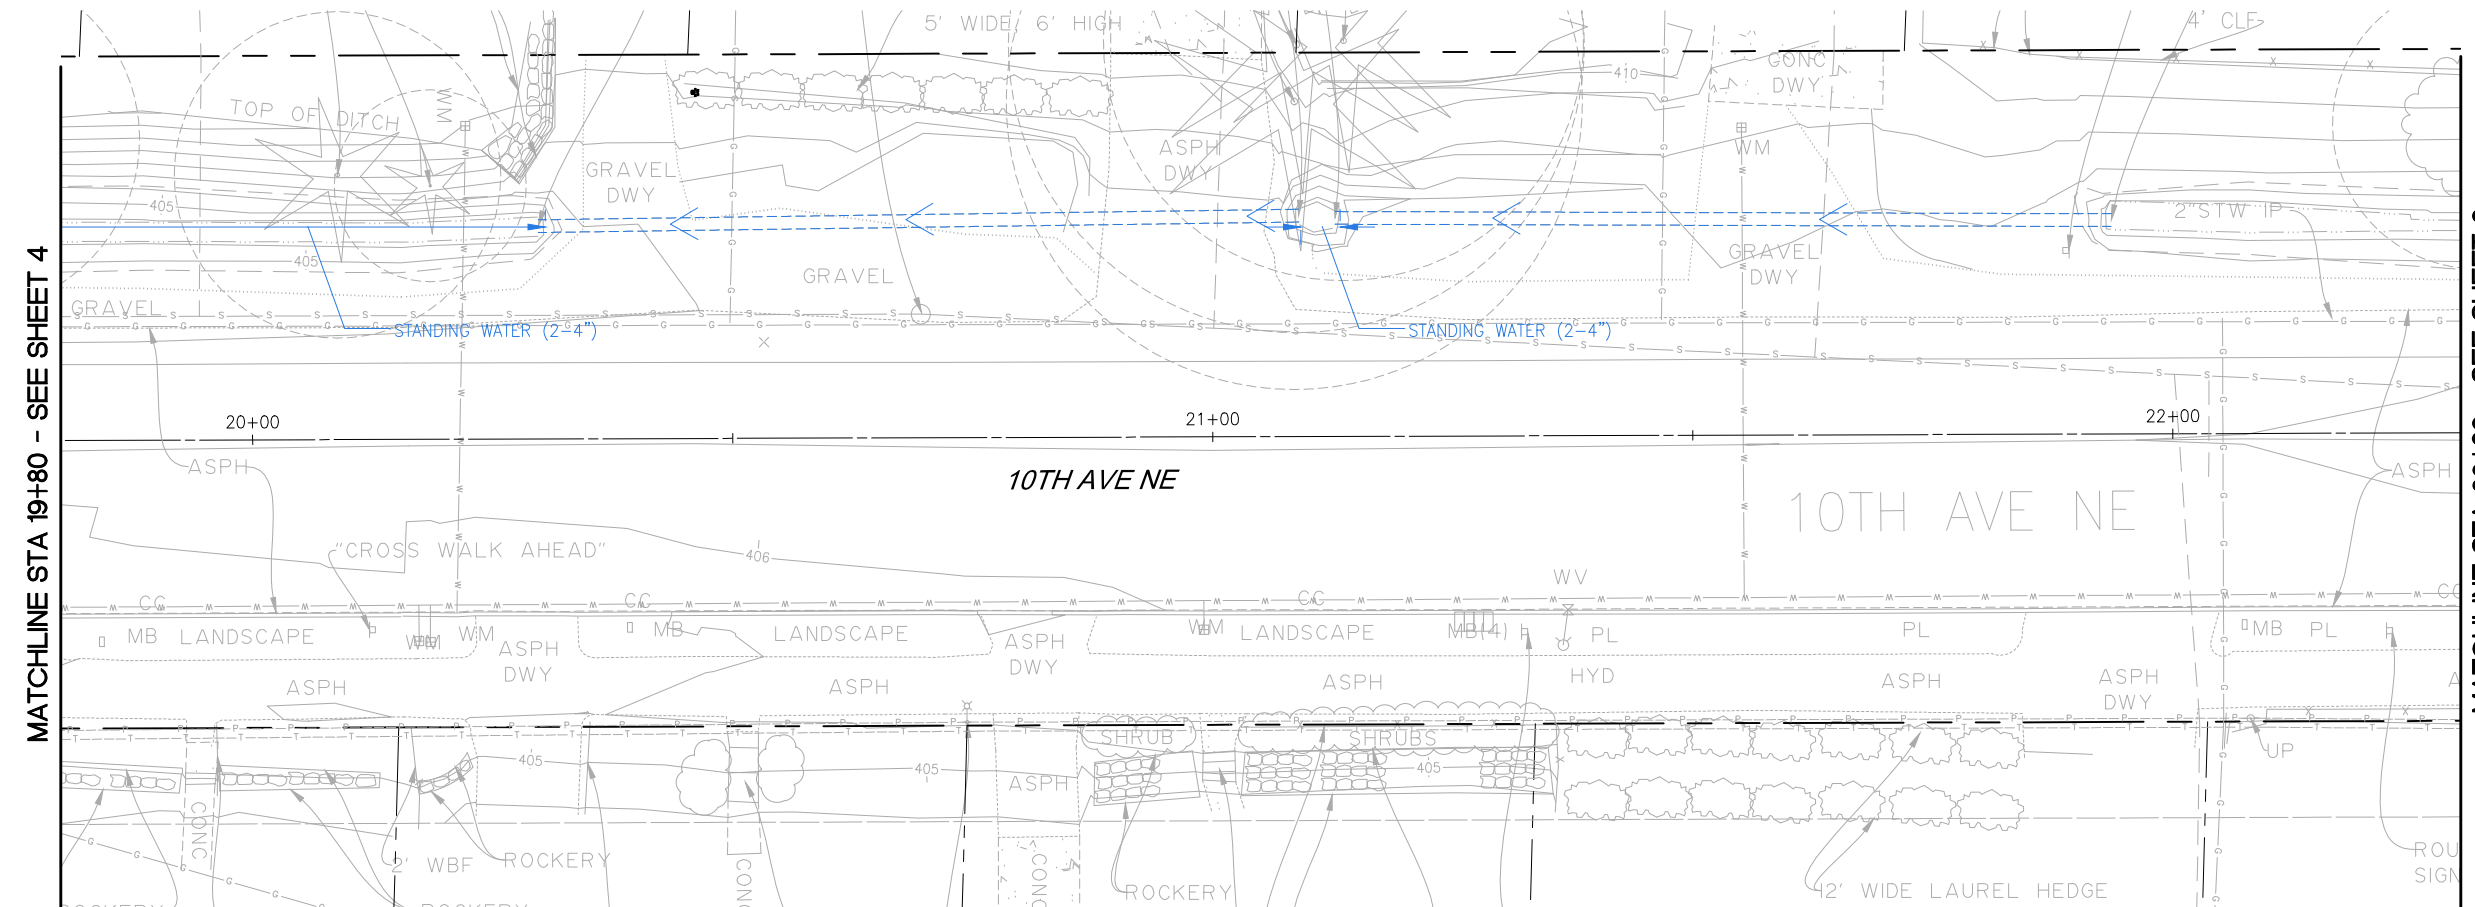 5' WIDE, 6' HIGH
4' CLF
TOP OF DITCH
WM
410
CONC
DWY
ASPH
DWY
WM
GRAVEL
DWY
405
2"STW IP
405
GRAVEL
GRAVEL
DWY
GRAVEL
STANDING WATER (2-4")
STANDING WATER (2-4")
MATCHLINE STA 19+80 - SEE SHEET 4
20+00
21+00
22+00
ASPH
10TH AVE NE
ASPH
10TH AVE NE
"CROSS WALK AHEAD"
406
WV
CC
CC
CC
MB
LANDSCAPE
WM
WM
MB
LANDSCAPE
WM
LANDSCAPE
MB(4)
PL
PL
MB
PL
ASPH
DWY
ASPH
DWY
HYD
ASPH
ASPH
ASPH
ASPH
ASPH
DWY
SHRUB
SHRUBS
UP
405
405
405
ASPH
CONC
2' WBF
ROCKERY
CONC
CONC
ROCKERY
12' WIDE LAUREL HEDGE
ROCKERY
ROCKERY